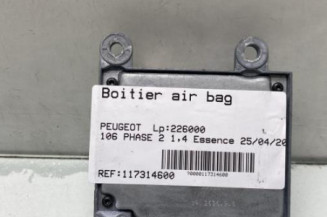 Boitier air bag
PEUGEOT Lp:226000
106 PHASE 2 1.4 Essence 25/04/20
REF:117314600